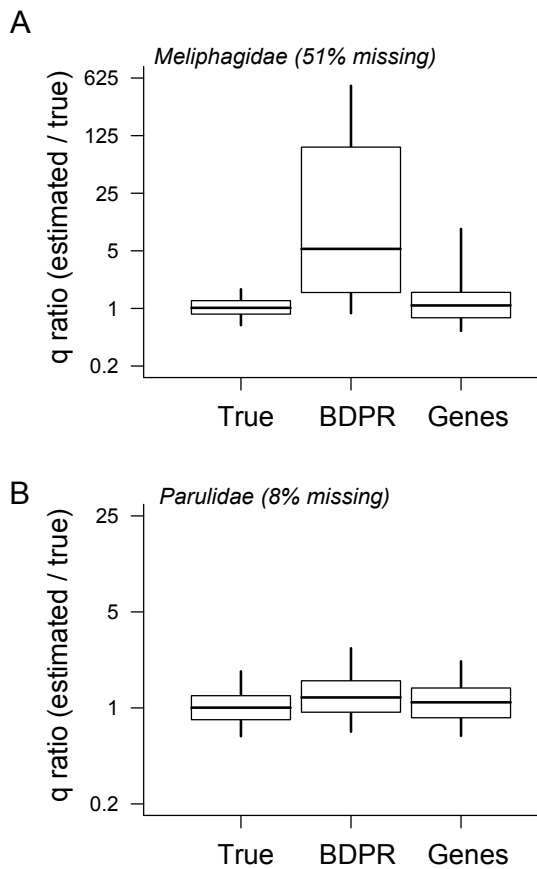 A
Meliphagidae (51% missing)
q ratio (estimated / true)
625
125
25
5
1
0.2
True BDPR Genes
B
Parulidae (8% missing)
q ratio (estimated / true)
25
5
1
0.2
True BDPR Genes